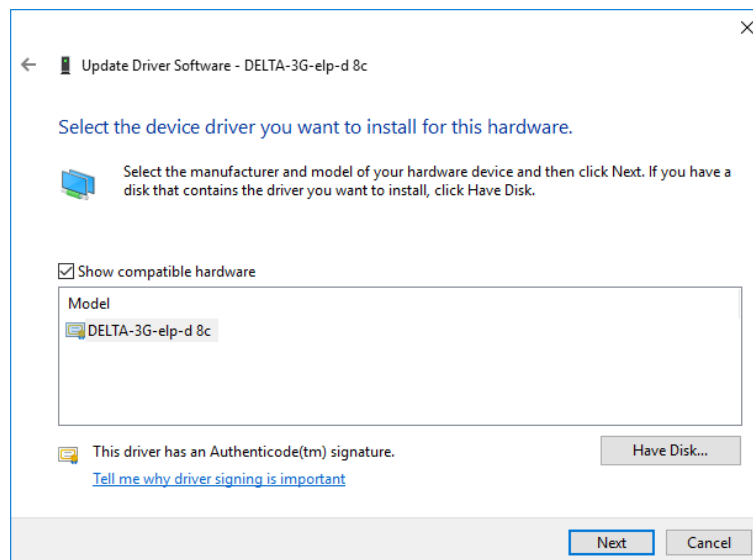 Update Driver Software - DELTA-3G-elp-d 8c
Select the device driver you want to install for this hardware.
Select the manufacturer and model of your hardware device and then click Next. If you have a
disk that contains the driver you want to install, click Have Disk.
Show compatible hardware
Model
DELTA-3G-elp-d 8c
This driver has an Authenticode(tm) signature.
Have Disk...
Tell me why driver signing is important
Next
Cancel